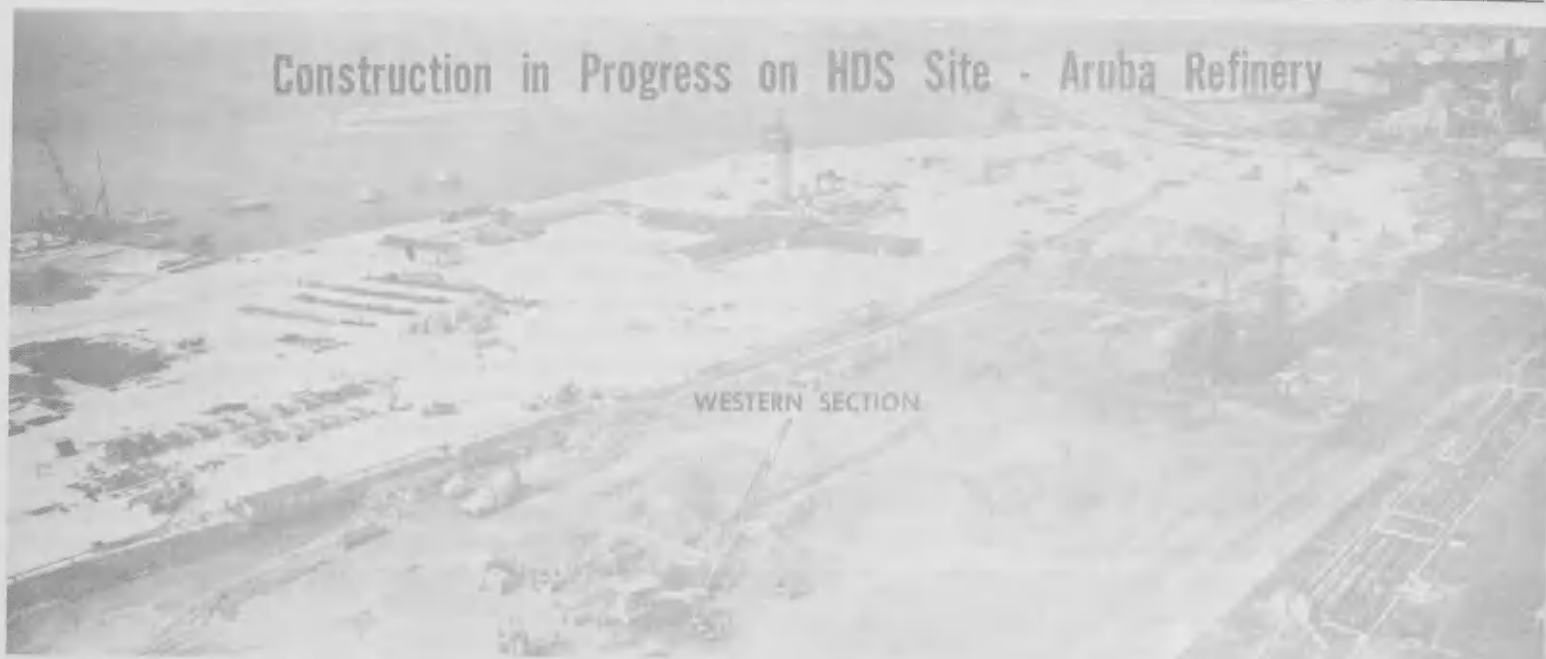 Construction in Progress on HDS Site - Aruba Refinery
WESTERN SECTION